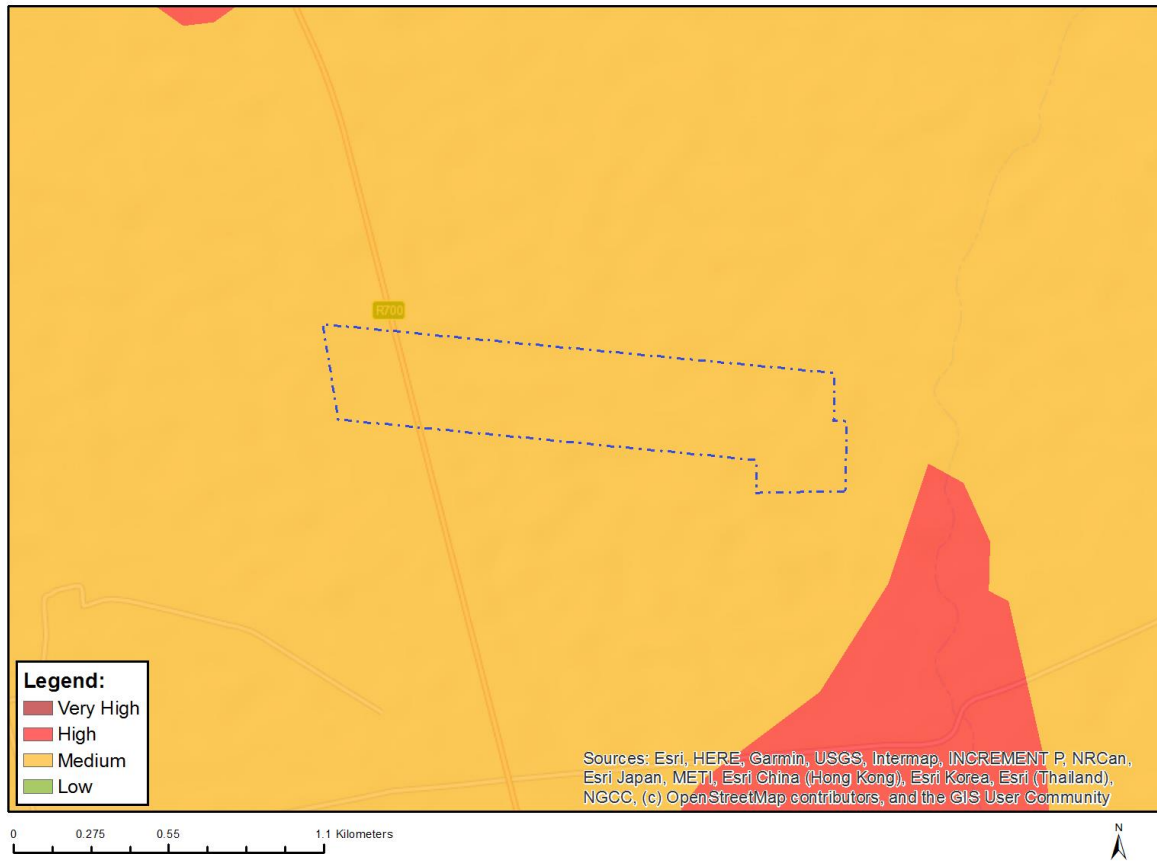 R700
Legend:
Very High
High
Medium
Low
Sources: Esri, HERE, Garmin, USGS, Intermap, INCREMENT P, NRCan,
Esri Japan, METI, Esri China (Hong Kong), Esri Korea, Esri (Thailand),
NGCC, (c) OpenStreetMap contributors, and the GIS User Community
0 0.275 0.55 1.1 Kilometers
N